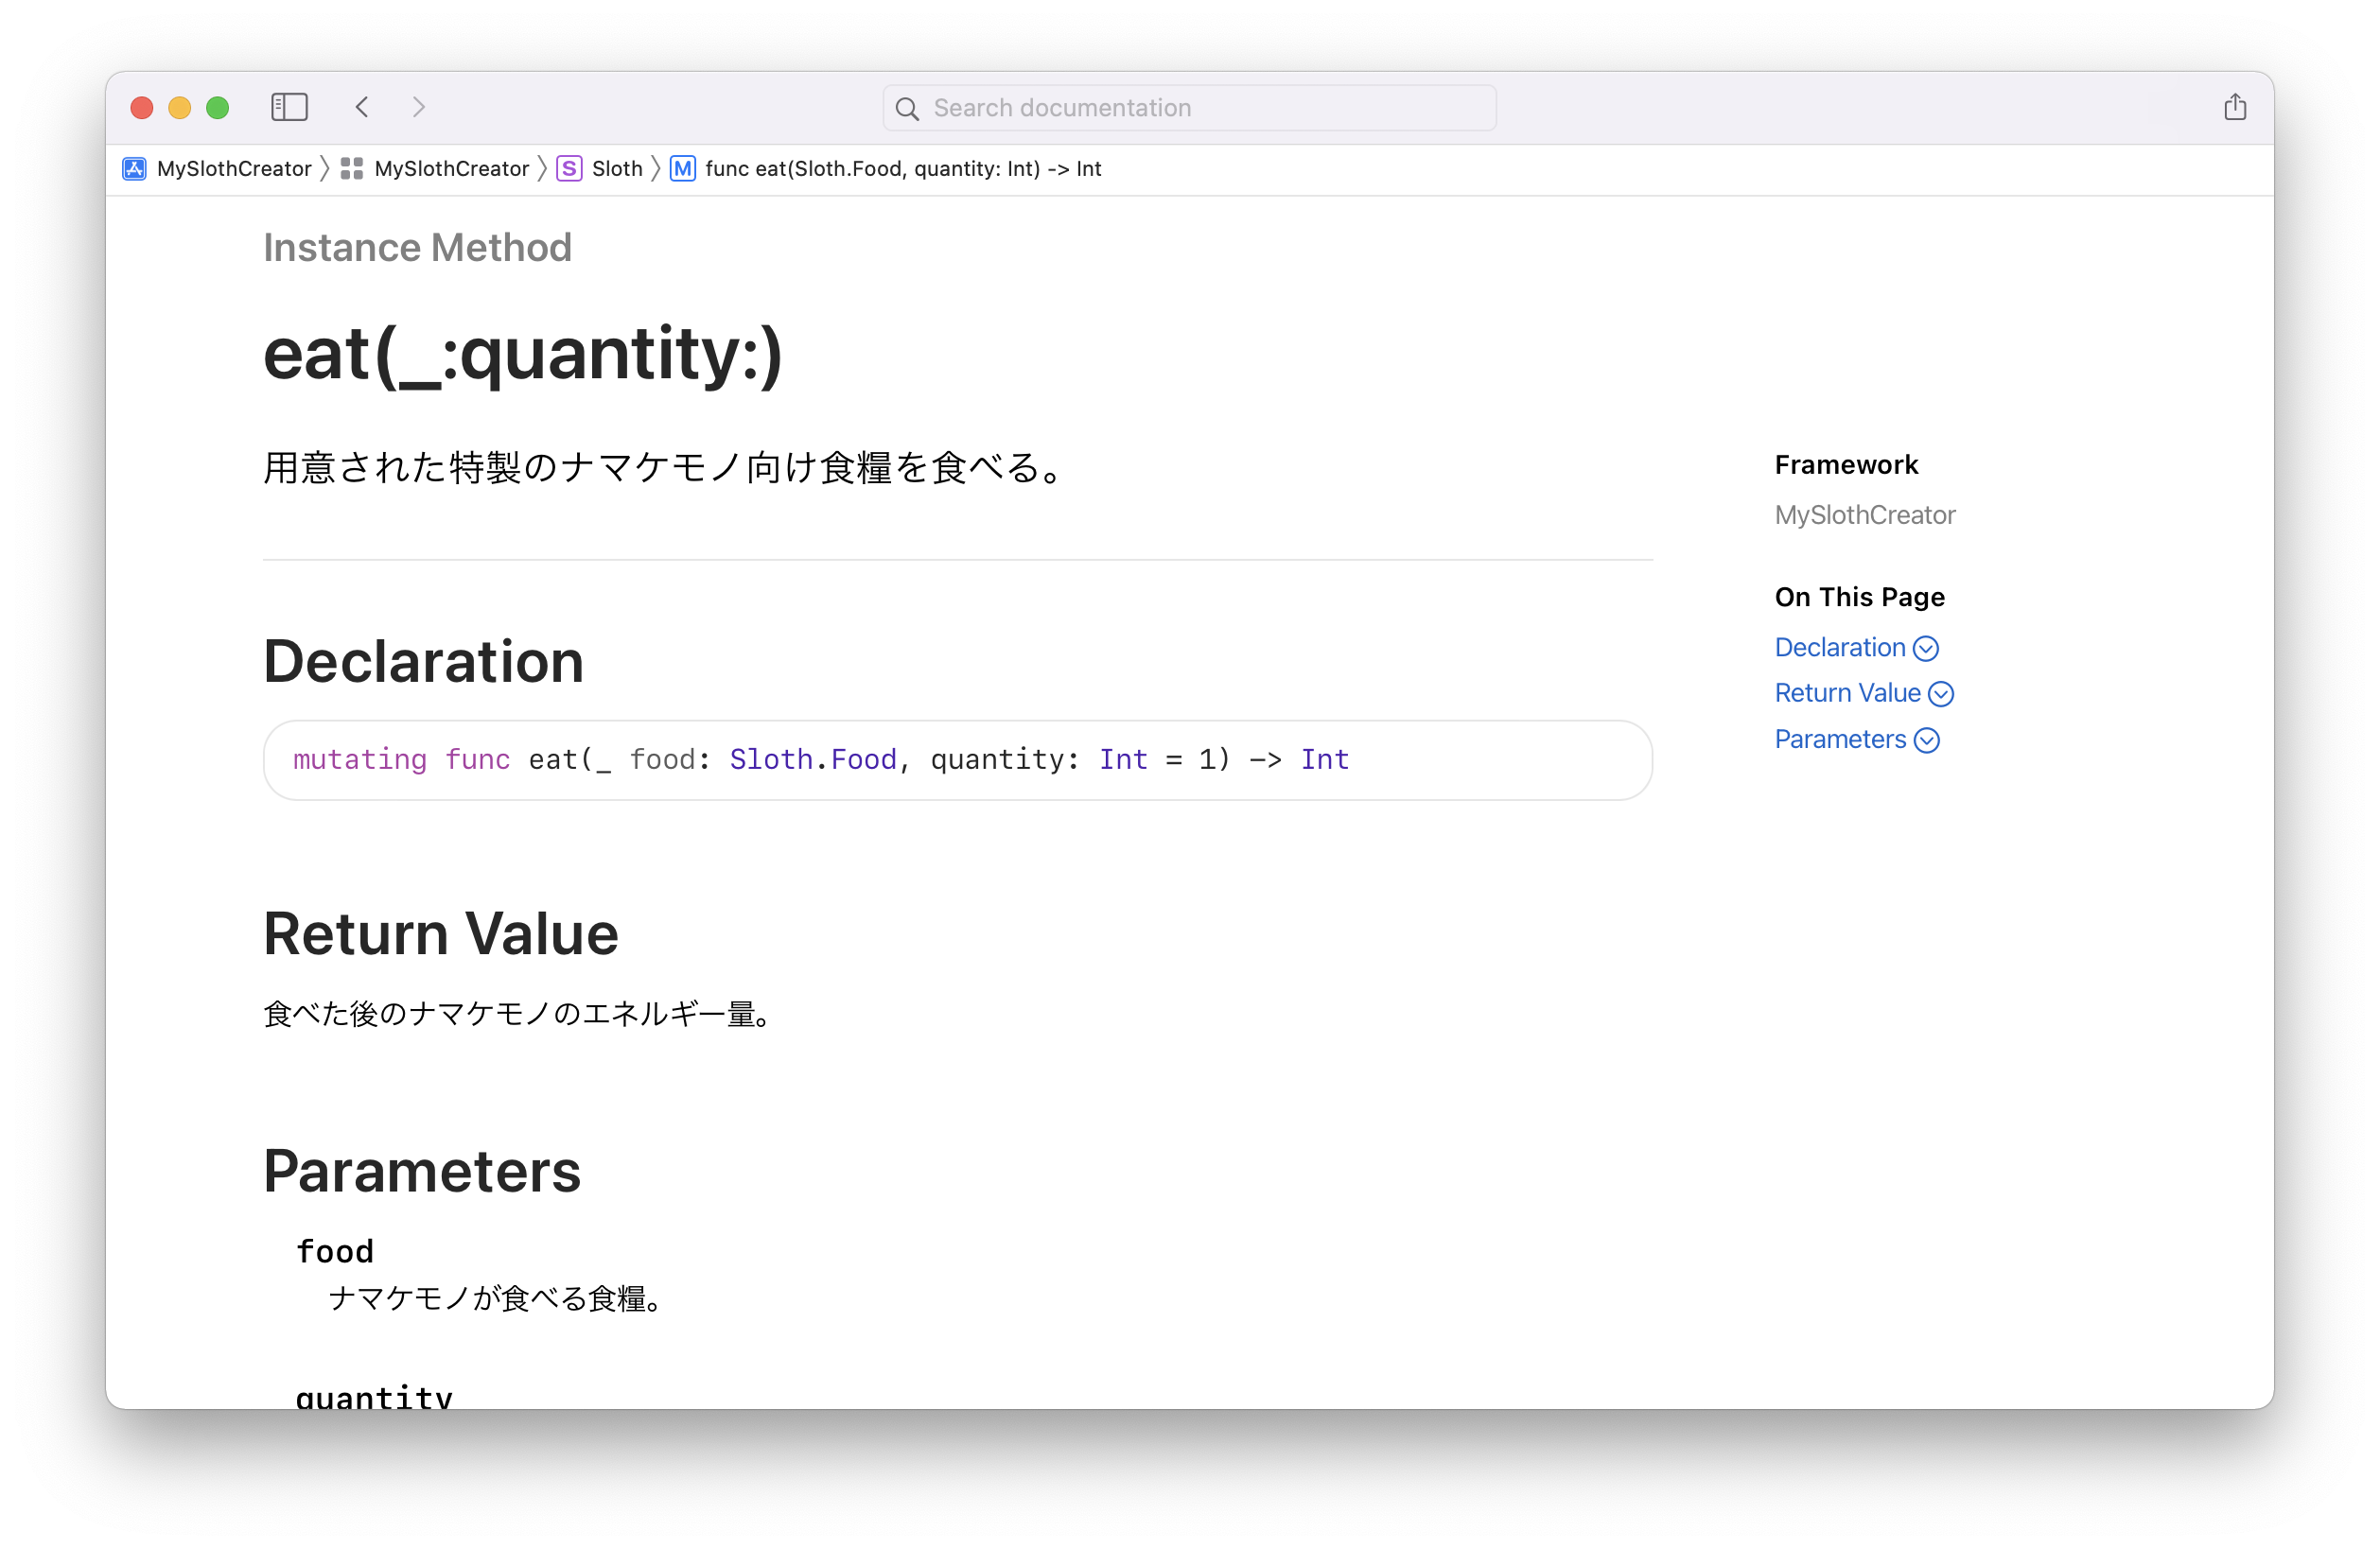 Search documentation
MySlothCreator 〉 MySlothCreator 〉 S Sloth 〉 M func eat(Sloth.Food, quantity: Int) -> Int
Instance Method
eat(_:quantity:)
用意された特製のナマケモノ向け食糧を食べる。
Framework
MySlothCreator
On This Page
Declaration
Return Value
Parameters
Declaration
mutating func eat(_ food: Sloth.Food, quantity: Int = 1) -> Int
Return Value
食べた後のナマケモノのエネルギー量。
Parameters
food
ナマケモノが食べる食糧。
quantity